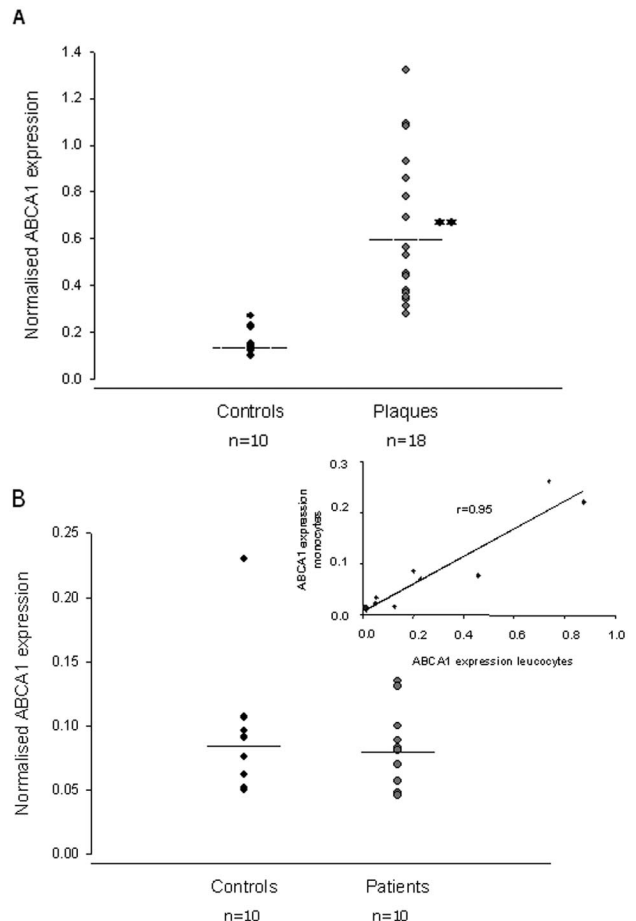 A
Normalised ABCA1 expression
1.4
1.2
1.0
0.8
0.6
0.4
0.2
0.0
**
Controls
Plaques
n=10
n=18
B
Normalised ABCA1 expression
0.25
0.20
0.15
0.10
0.05
0.00
ABCA1 expression
monocytes
0.3
0.2
0.1
0.0
r=0.95
0.0 0.2 0.4 0.6 0.8 1.0
ABCA1 expression leucocytes
Controls
Patients
n=10
n=10